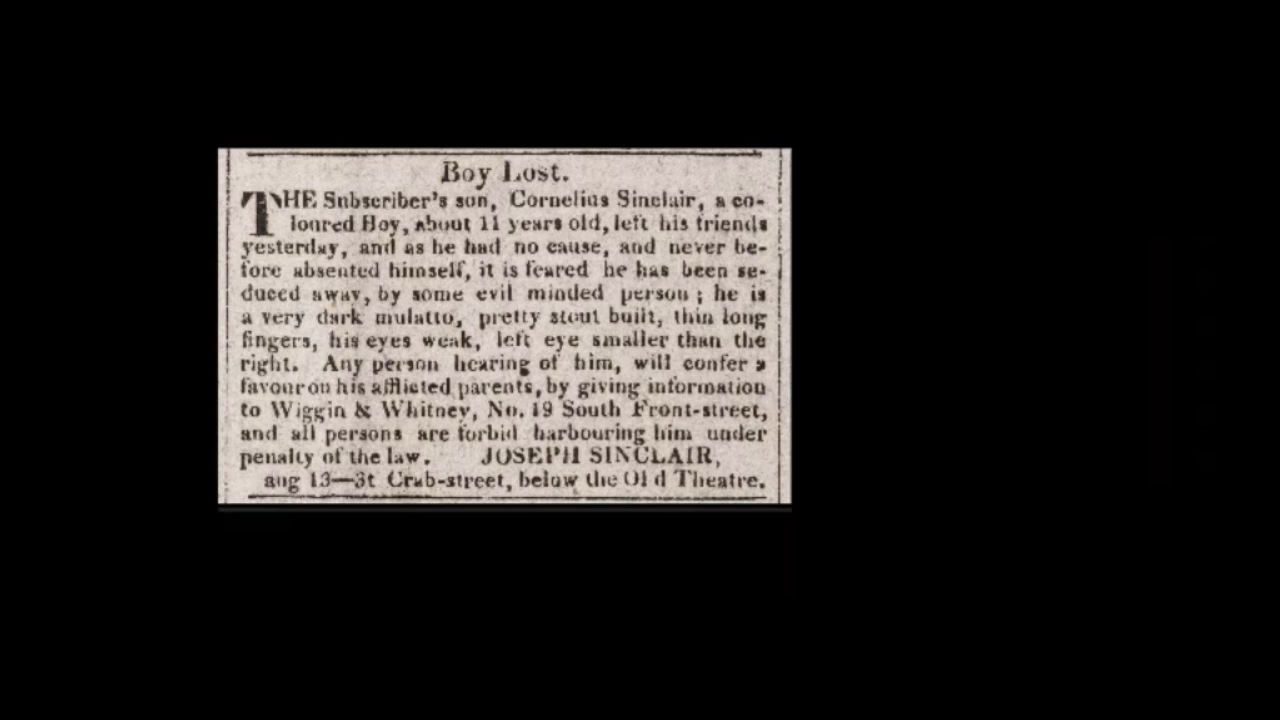 Boy Lost.
THE Subscriber's son, Cornelius Sinclair, a co-
loured Boy, about 11 years old, left his friends
yesterday, and as he had no cause, and never be-
fore absented himself, it is feared he has been se-
duced away, by some evil minded person ; he is
a very dark mulatto, pretty stout built, thin long
fingers, his eyes weak, left eye smaller than the
right. Any person hearing of him, will confer a
favour on his afflicted parents, by giving information
to Wiggin & Whitney, No. 19 South Front-street,
and all persons are forbid harbouring him under
penalty of the law. JOSEPH SINCLAIR,
aug 13—3t Crab-street, below the Old Theatre.